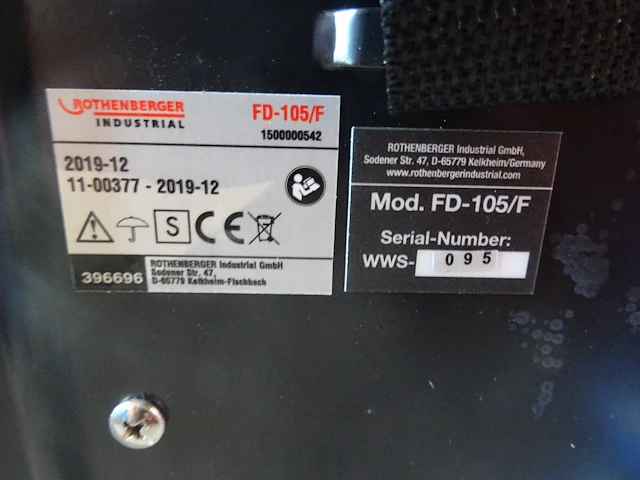 ROTHENBERGER
INDUSTRIAL
FD-105/F
1500000542
2019-12
11-00377 - 2019-12
S CE
396696
ROTHENBERGER Industrial GmbH
Sodener Str. 47,
D-65779 Kelkheim-Fischbach
ROTHENBERGER Industrial GmbH,
Sodener Str. 47, D-65779 Kelkheim/Germany
www.rothenbergerindustrial.com
Mod. FD-105/F
Serial-Number:
WWS- 095